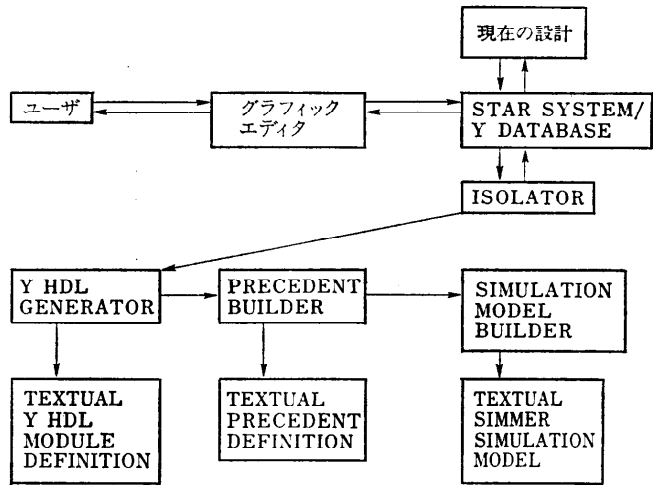 現在の設計
ユーザ
グラフィック
エディタ
STAR SYSTEM/
Y DATABASE
ISOLATOR
Y HDL
GENERATOR
PRECEDENT
BUILDER
SIMULATION
MODEL
BUILDER
TEXTUAL
Y HDL
MODULE
DEFINITION
TEXTUAL
PRECEDENT
DEFINITION
TEXTUAL
SIMMER
SIMULATION
MODEL